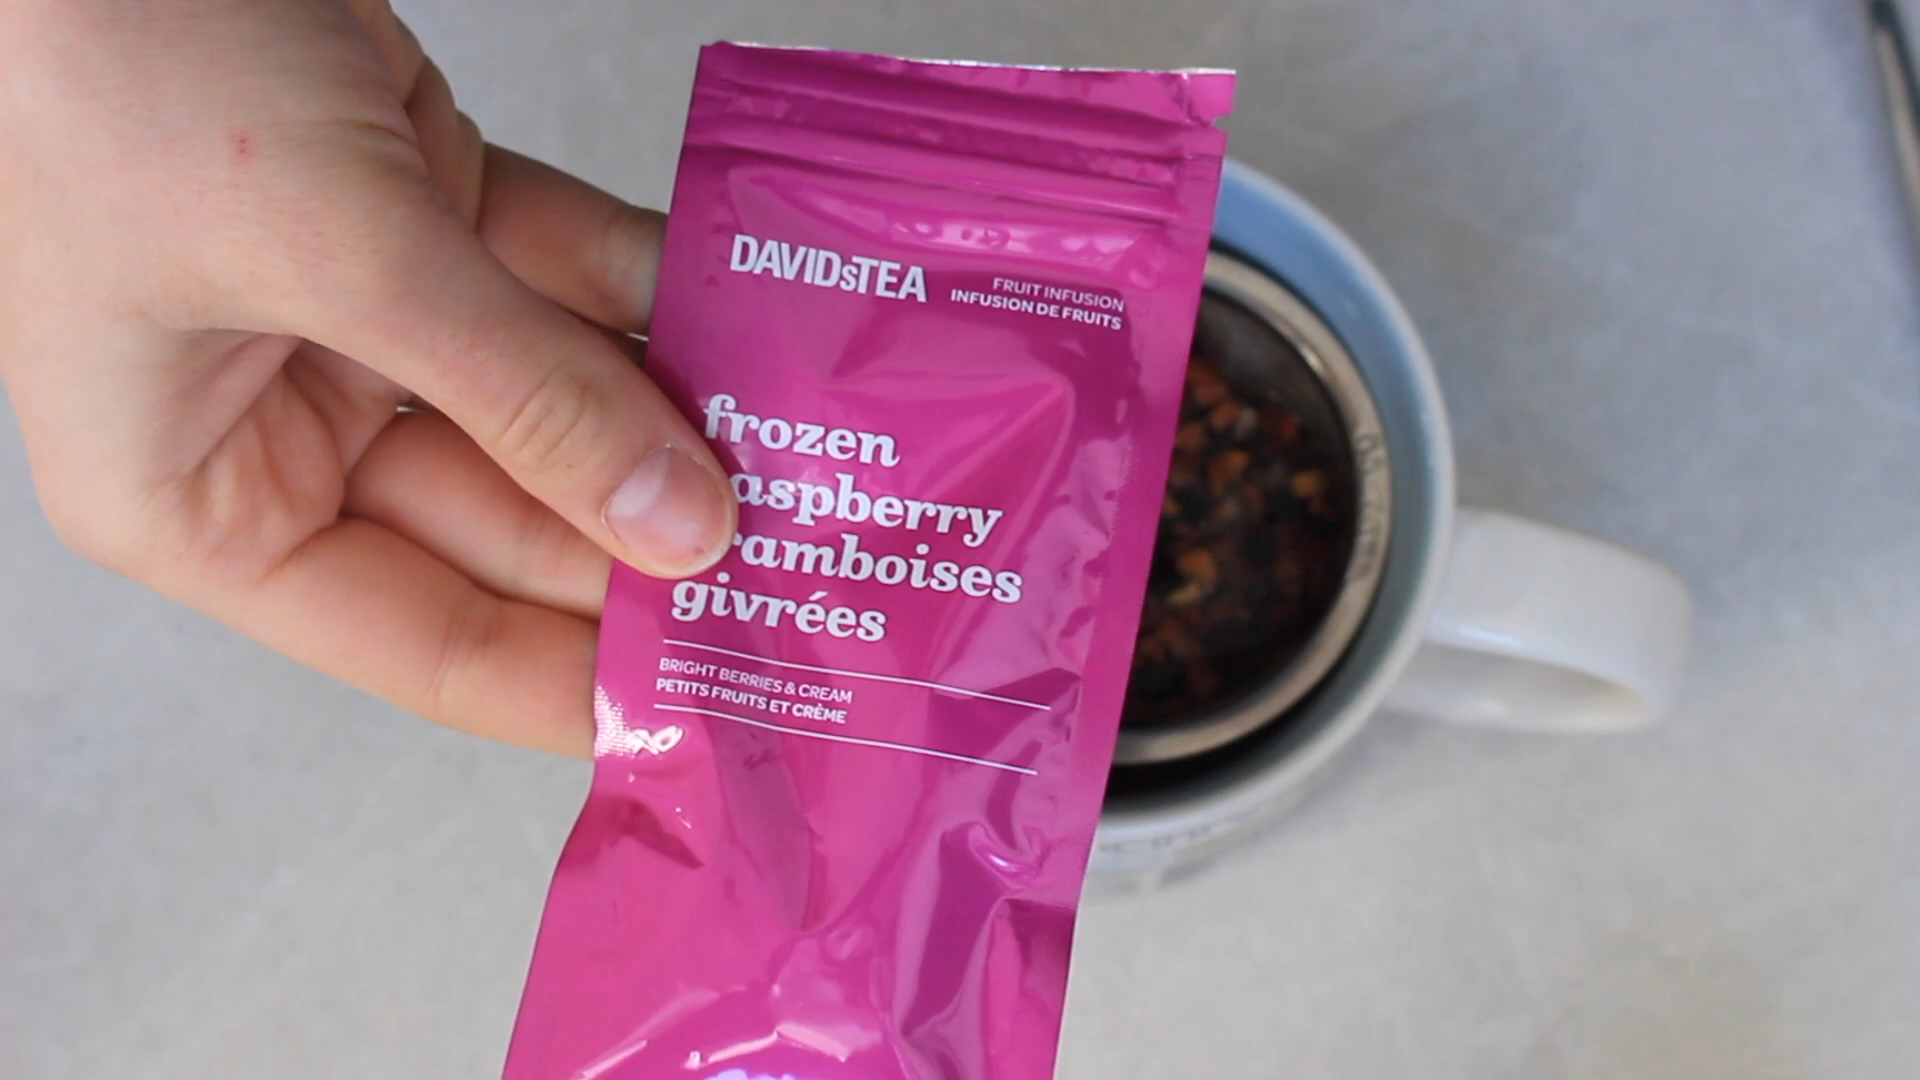 DAVIDsTEA
FRUIT INFUSION
INFUSION DE FRUITS
frozen
aspberry
ramboises
givrées
BRIGHT BERRIES & CREAM
PETITS FRUITS ET CRÈME